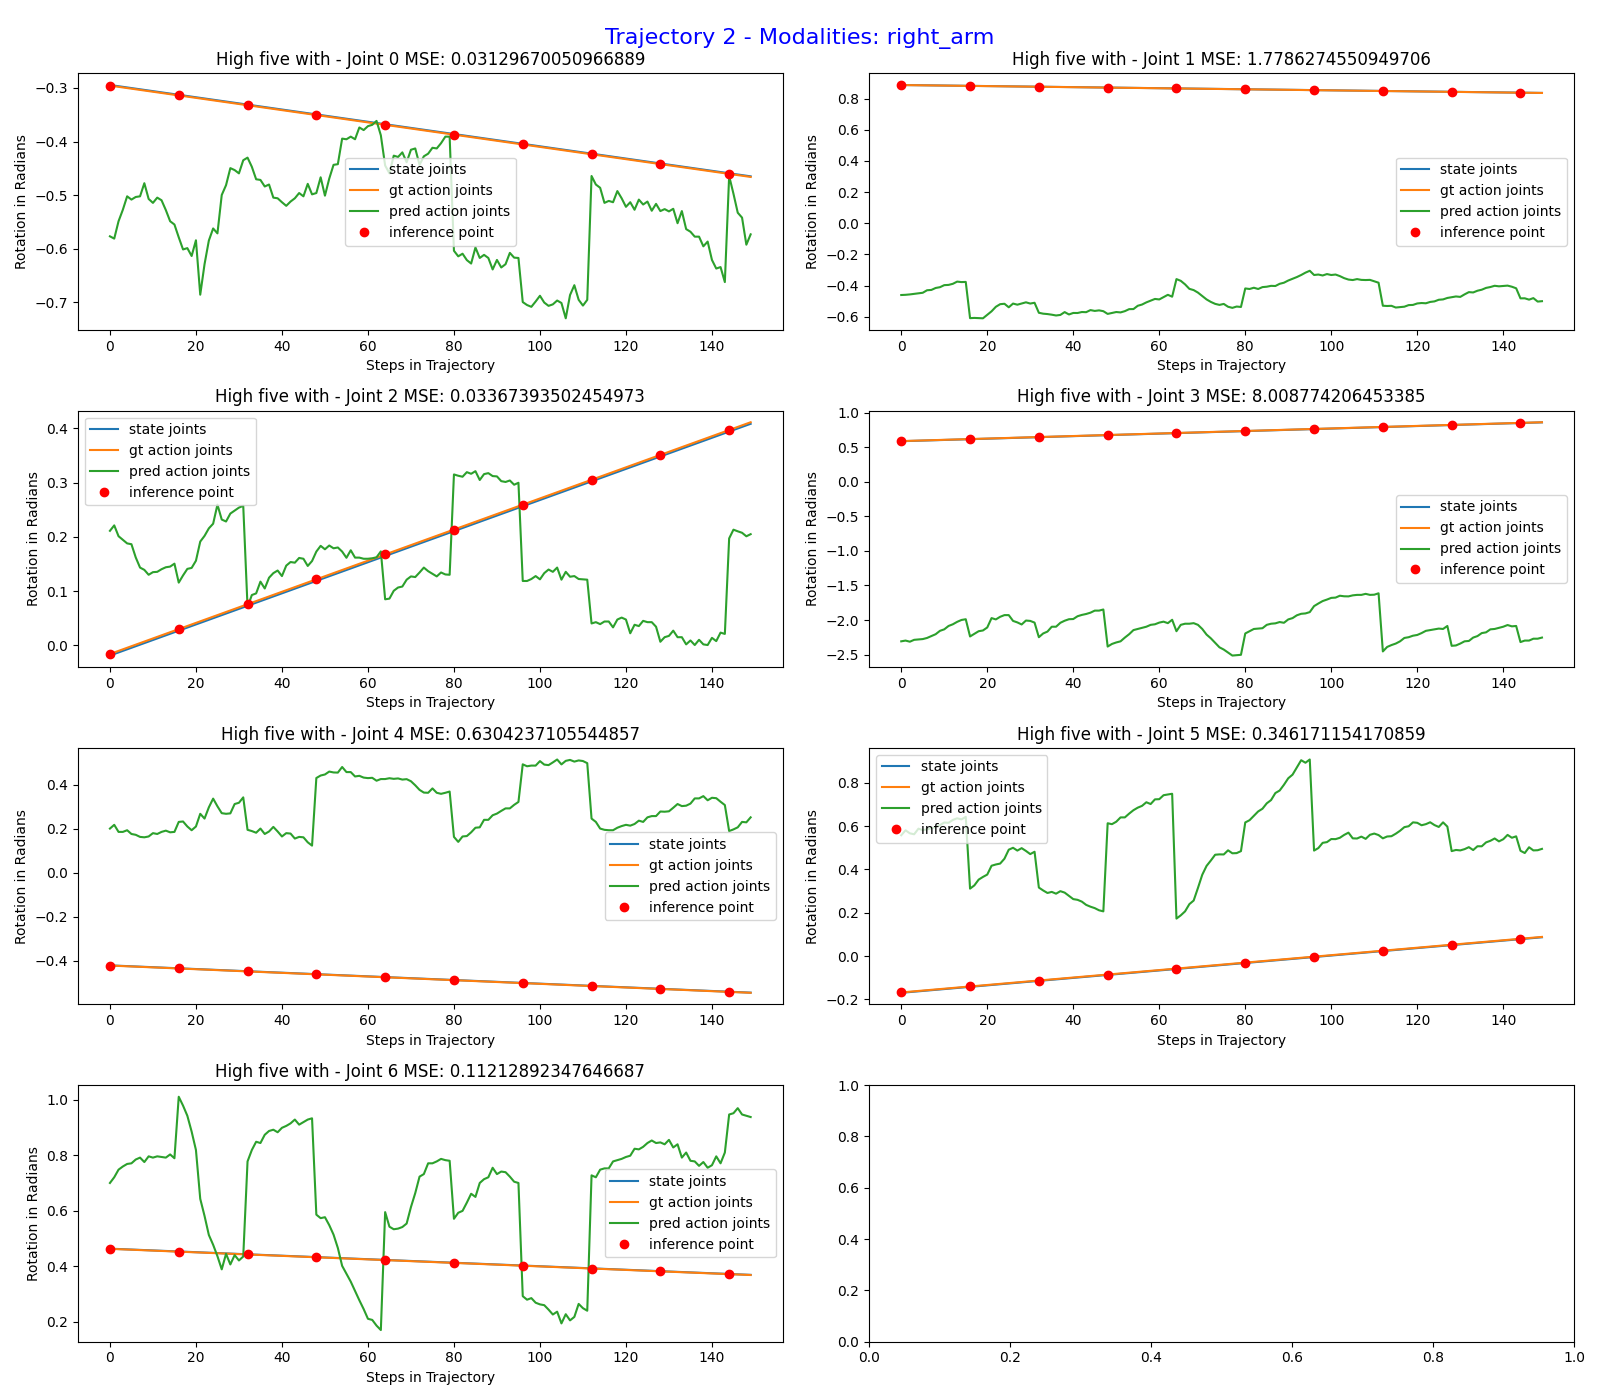 Trajectory 2 - Modalities: right_arm
High five with - Joint 0 MSE: 0.03129670050966889
−0.3
−0.4
−0.5
−0.6
−0.7
Rotation in Radians
state joints
gt action joints
pred action joints
inference point
0 20 40 60 80 100 120 140
Steps in Trajectory
High five with - Joint 1 MSE: 1.7786274550949706
0.8
0.6
0.4
0.2
0.0
−0.2
−0.4
−0.6
Rotation in Radians
state joints
gt action joints
pred action joints
inference point
0 20 40 60 80 100 120 140
Steps in Trajectory
High five with - Joint 2 MSE: 0.03367393502454973
0.4
0.3
0.2
0.1
0.0
Rotation in Radians
state joints
gt action joints
pred action joints
inference point
0 20 40 60 80 100 120 140
Steps in Trajectory
High five with - Joint 3 MSE: 8.008774206453385
1.0
0.5
0.0
−0.5
−1.0
−1.5
−2.0
−2.5
Rotation in Radians
state joints
gt action joints
pred action joints
inference point
0 20 40 60 80 100 120 140
Steps in Trajectory
High five with - Joint 4 MSE: 0.6304237105544857
0.4
0.2
0.0
−0.2
−0.4
Rotation in Radians
state joints
gt action joints
pred action joints
inference point
0 20 40 60 80 100 120 140
Steps in Trajectory
High five with - Joint 5 MSE: 0.346171154170859
0.8
0.6
0.4
0.2
0.0
−0.2
Rotation in Radians
state joints
gt action joints
pred action joints
inference point
0 20 40 60 80 100 120 140
Steps in Trajectory
High five with - Joint 6 MSE: 0.11212892347646687
1.0
0.8
0.6
0.4
0.2
Rotation in Radians
state joints
gt action joints
pred action joints
inference point
0 20 40 60 80 100 120 140
Steps in Trajectory
1.0
0.8
0.6
0.4
0.2
0.0
0.0 0.2 0.4 0.6 0.8 1.0